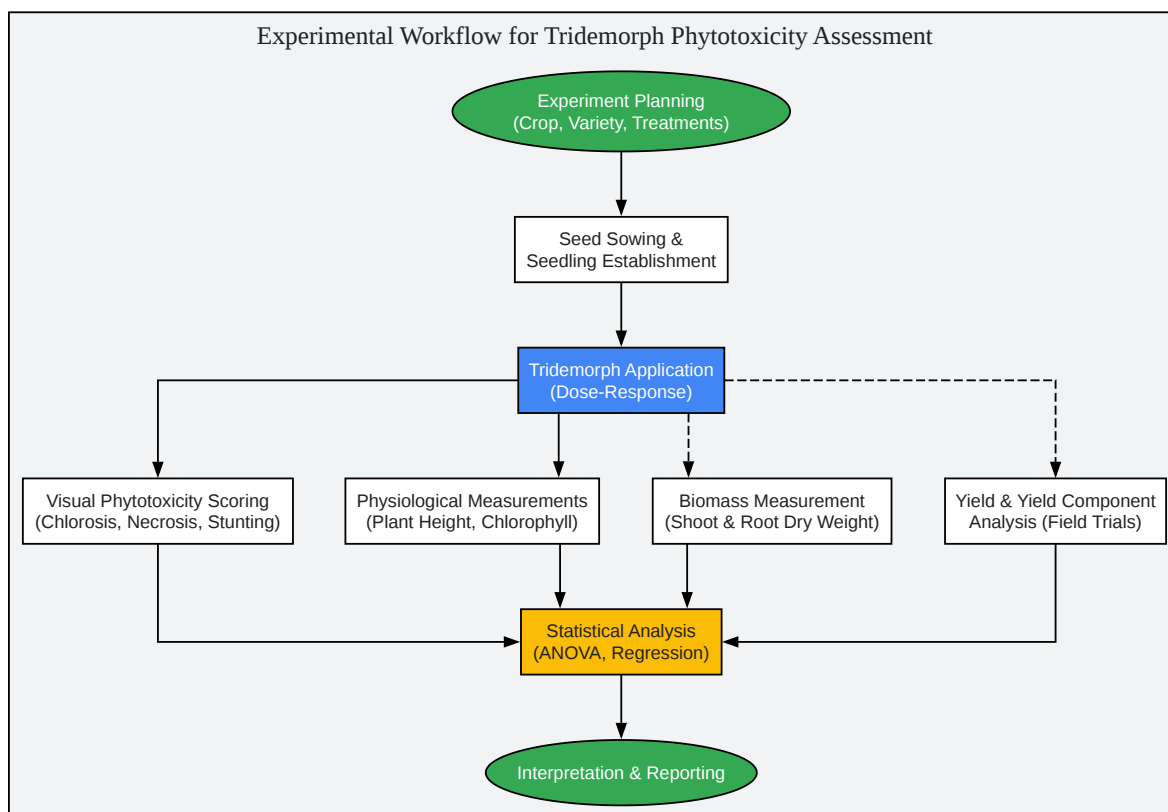 Experimental Workflow for Tridemorph Phytotoxicity Assessment
Experiment Planning
(Crop, Variety, Treatments)
Seed Sowing &
Seedling Establishment
Tridemorph Application
(Dose-Response)
Visual Phytotoxicity Scoring
(Chlorosis, Necrosis, Stunting)
Physiological Measurements
(Plant Height, Chlorophyll)
Biomass Measurement
(Shoot & Root Dry Weight)
Yield & Yield Component
Analysis (Field Trials)
Statistical Analysis
(ANOVA, Regression)
Interpretation & Reporting